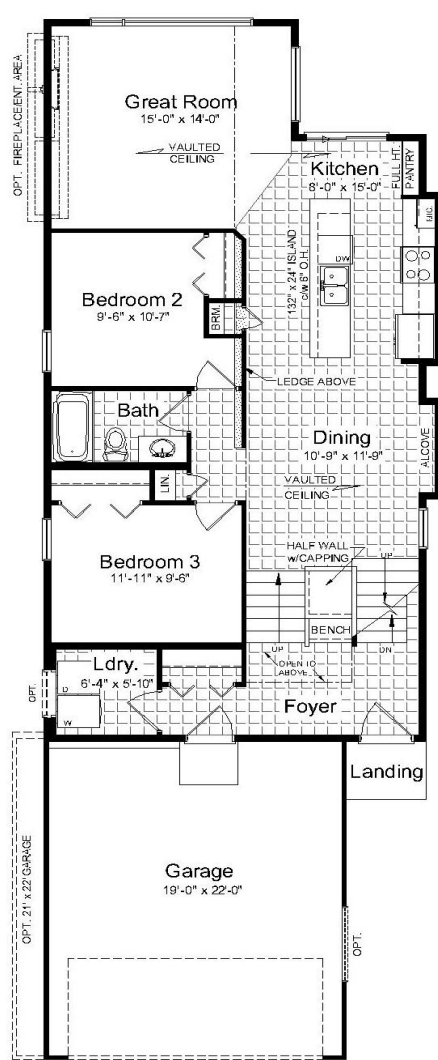 Great Room
15'-0" x 14'-0"
OPT. FIREPLACEMENT. AREA
VAULTED
CEILING
Kitchen
8'-0" x 15'-0"
FULL HT.
PANTRY
MIC.
132" x 24" ISLAND
c/w 6" O.H.
DW
Bedroom 2
9'-6" x 10'-7"
BRM.
LEDGE ABOVE
Bath
Dining
10'-9" x 11'-9"
ALCOVE
LIN.
VAULTED
CEILING
Bedroom 3
11'-11" x 9'-6"
HALF WALL
w/CAPPING
UP
BENCH
UP
DN
OPEN TO
ABOVE
Ldry.
6'-4" x 5'-10"
OPT.
D
W
Foyer
Landing
Garage
19'-0" x 22'-0"
OPT. 21' x 22' GARAGE
OPT.